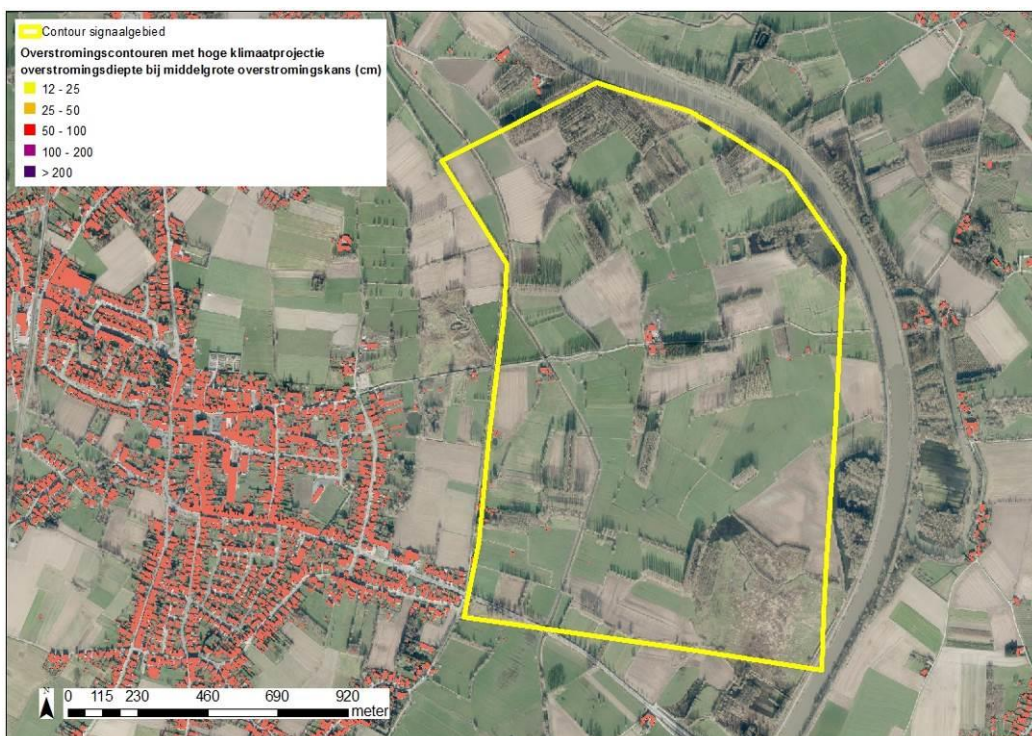 Contour signaalgebied
Overstromingscontouren met hoge klimaatprojectie
overstromingsdiepte bij middelgrote overstromingskans (cm)
12 - 25
25 - 50
50 - 100
100 - 200
> 200
N
0 115 230 460 690 920
meter